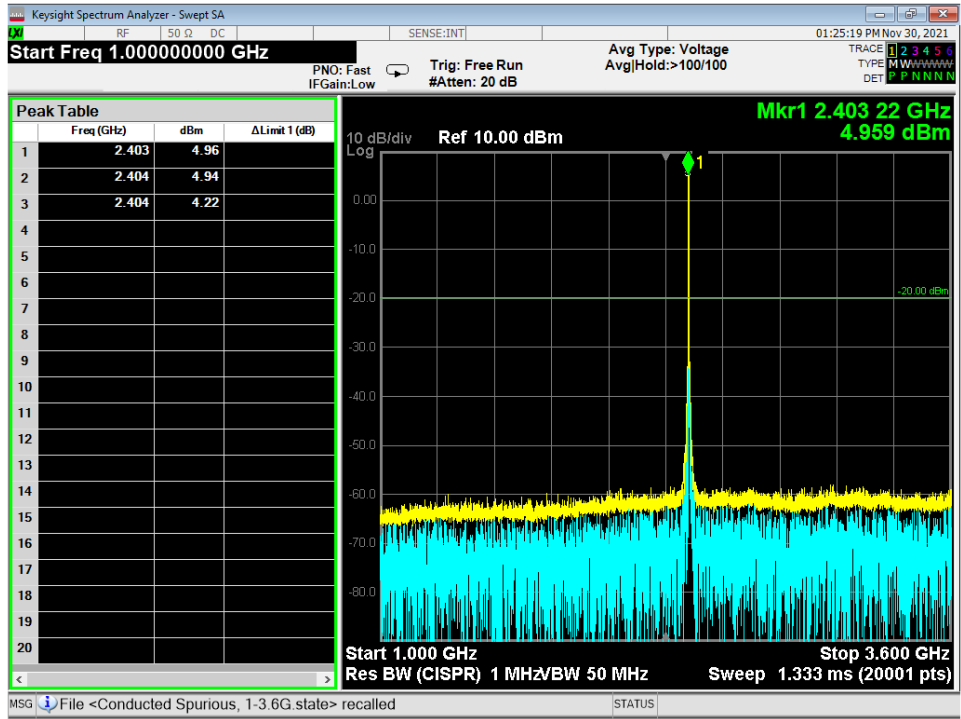 Keysight Spectrum Analyzer - Swept SA
LXI RF 50 Ω DC SENSE:INT 01:25:19 PM Nov 30, 2021
Start Freq 1.000000000 GHz
PNO: Fast
IFGain:Low
Trig: Free Run
#Atten: 20 dB
Avg Type: Voltage
Avg|Hold:>100/100
TRACE 1 2 3 4 5 6
TYPE M W W W W W
DET P P N N N N
Peak Table
Freq (GHz) dBm ΔLimit 1 (dB)
1 2.403 4.96
2 2.404 4.94
3 2.404 4.22
4
5
6
7
8
9
10
11
12
13
14
15
16
17
18
19
20
Mkr1 2.403 22 GHz
4.959 dBm
10 dB/div Ref 10.00 dBm
Log
1
0.00
-10.0
-20.0
-20.00 dBm
-30.0
-40.0
-50.0
-60.0
-70.0
-80.0
Start 1.000 GHz Stop 3.600 GHz
Res BW (CISPR) 1 MHz VBW 50 MHz Sweep 1.333 ms (20001 pts)
MSG File <Conducted Spurious, 1-3.6G.state> recalled STATUS